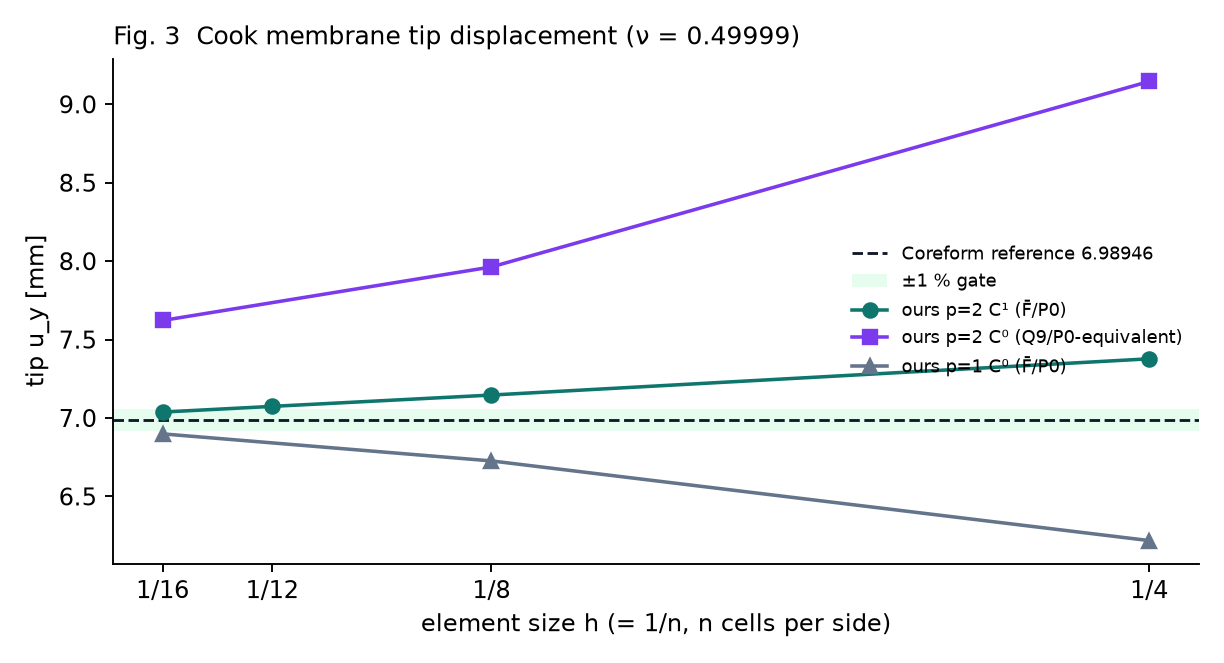 Fig. 3  Cook membrane tip displacement (ν = 0.49999)
tip u_y [mm]
9.0
8.5
8.0
7.5
7.0
6.5
Coreform reference 6.98946
±1 % gate
ours p=2 C¹ (F̄/P0)
ours p=2 C⁰ (Q9/P0-equivalent)
ours p=1 C⁰ (F̄/P0)
1/16
1/12
1/8
1/4
element size h (= 1/n, n cells per side)